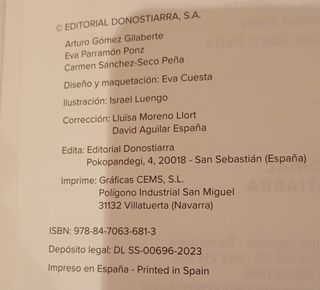 © EDITORIAL DONOSTIARRA, S.A.
Arturo Gómez Gilaberte
Eva Parramón Ponz
Carmen Sánchez-Seco Peña
Diseño y maquetación: Eva Cuesta
Ilustración: Israel Luengo
Corrección: Lluïsa Moreno Llort
David Aguilar España
Edita: Editorial Donostiarra
Pokopandegi, 4, 20018 - San Sebastián (España)
Imprime: Gráficas CEMS, S.L.
Polígono Industrial San Miguel
31132 Villatuerta (Navarra)
ISBN: 978-84-7063-681-3
Depósito legal: DL SS-00696-2023
Impreso en España - Printed in Spain